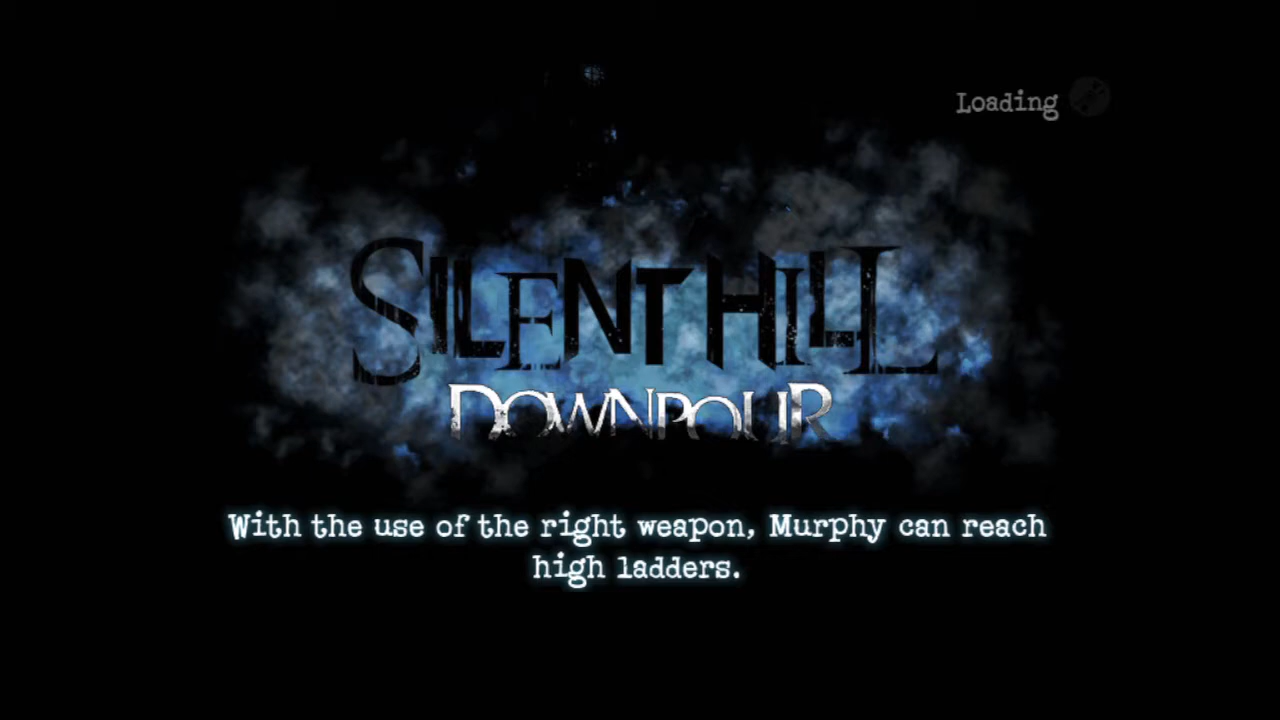 Loading
SILENT HILL
DOWNPOUR
With the use of the right weapon, Murphy can reach
high ladders.